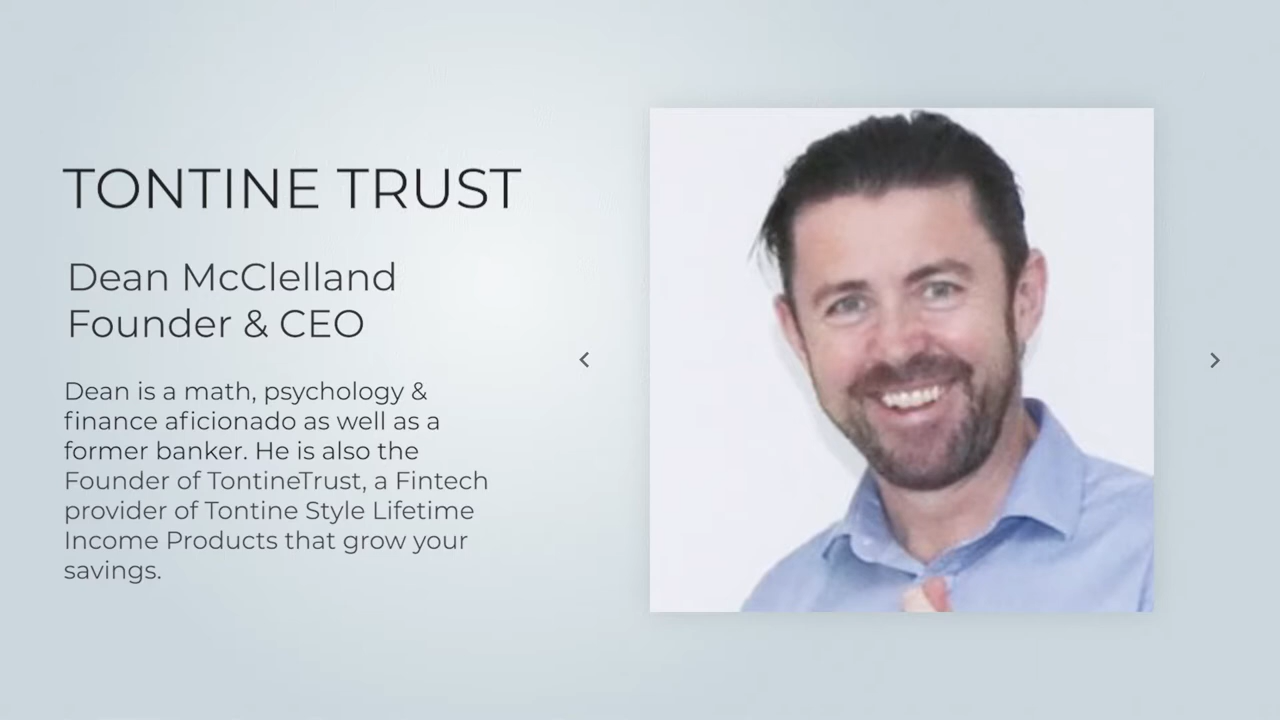 TONTINE TRUST
Dean McClelland
Founder & CEO
Dean is a math, psychology &
finance aficionado as well as a
former banker. He is also the
Founder of TontineTrust, a Fintech
provider of Tontine Style Lifetime
Income Products that grow your
savings.